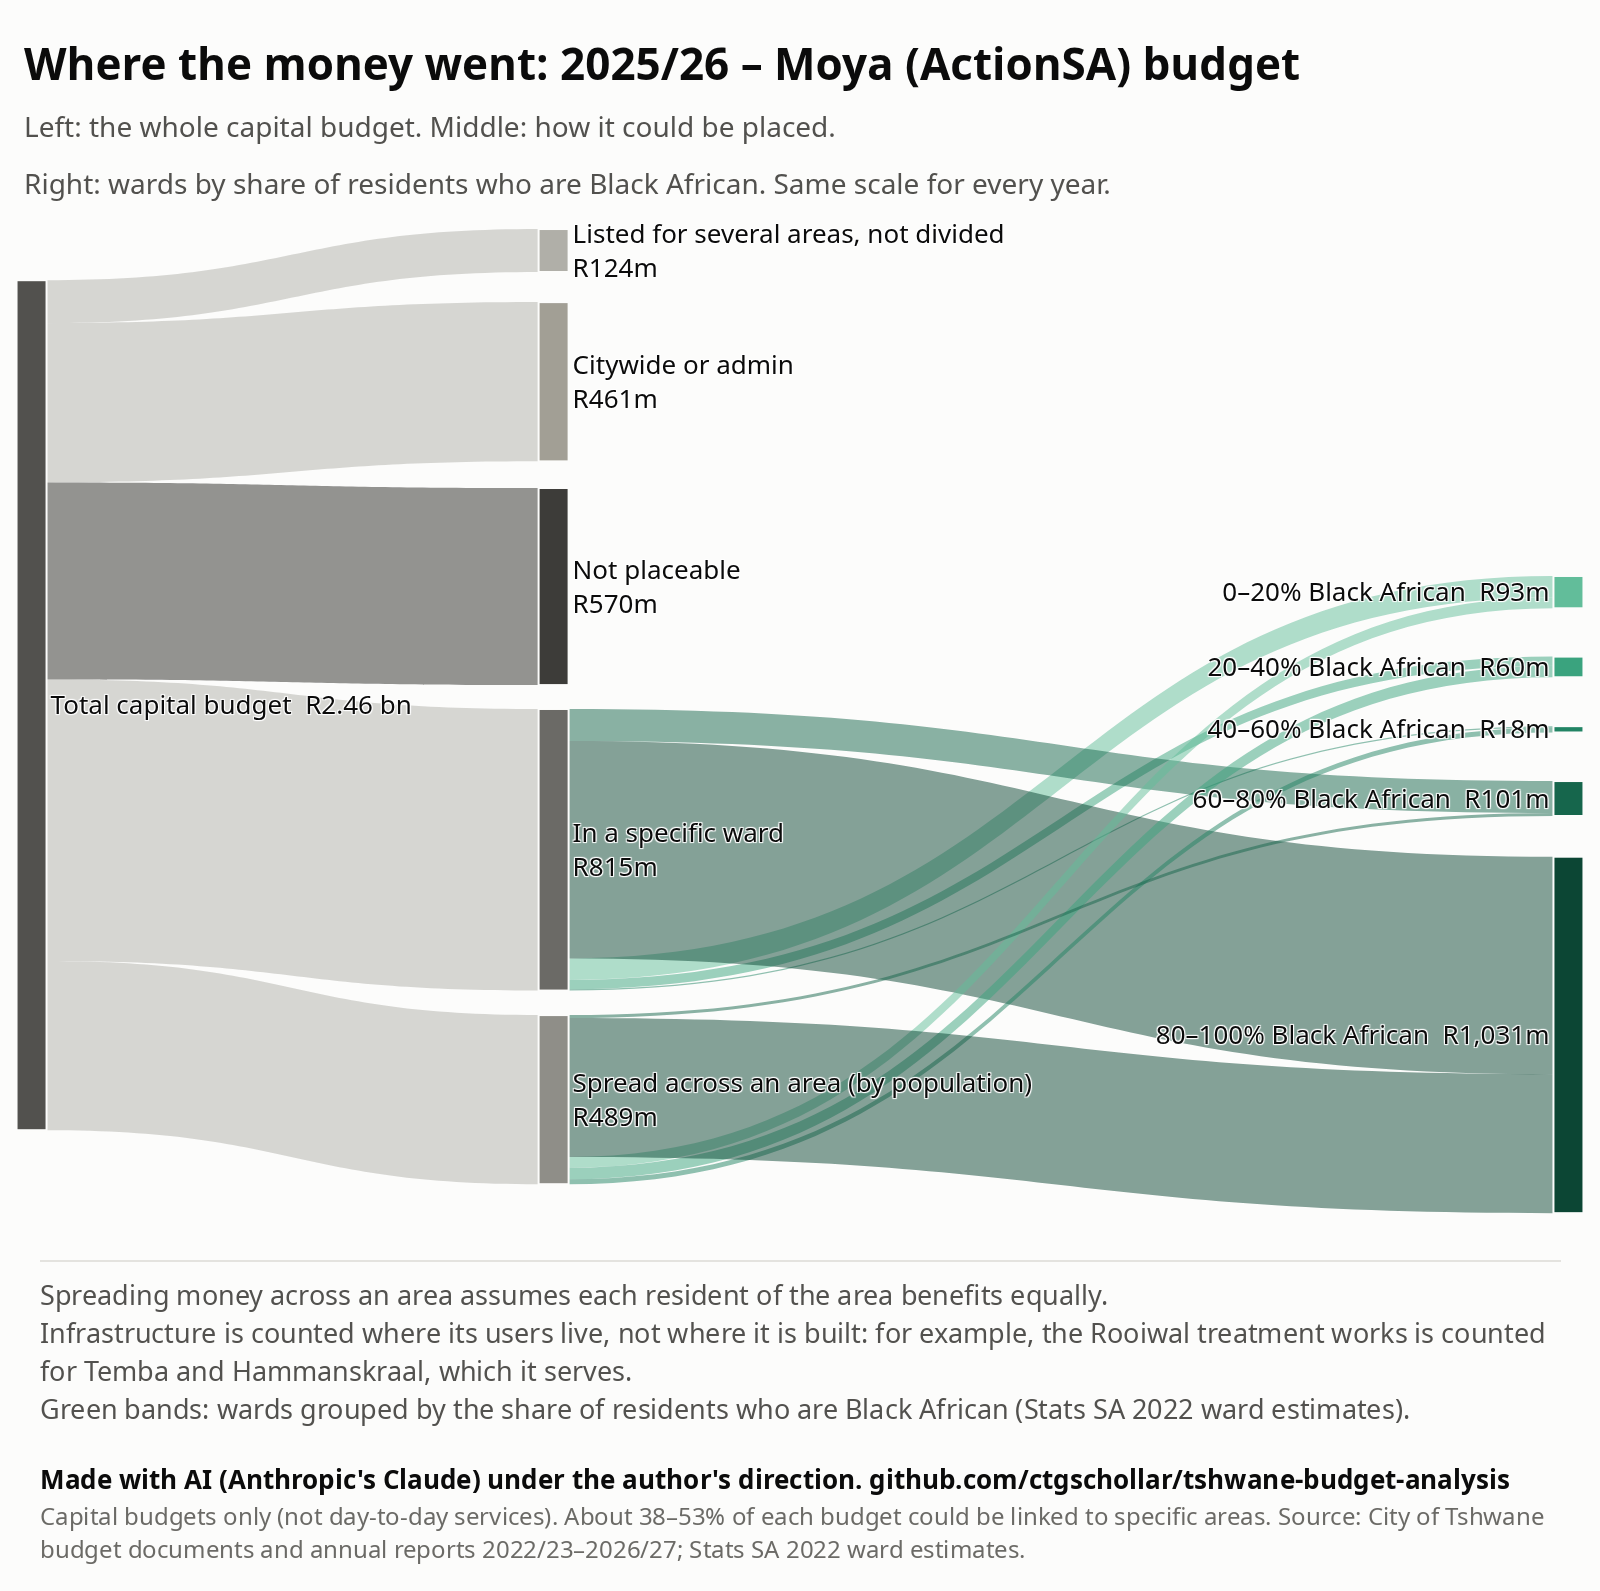 Where the money went: 2025/26 – Moya (ActionSA) budget
Left: the whole capital budget. Middle: how it could be placed.
Right: wards by share of residents who are Black African. Same scale for every year.
Listed for several areas, not divided
R124m
Citywide or admin
R461m
Not placeable
R570m
0–20% Black African R93m
20–40% Black African R60m
Total capital budget R2.46 bn
40–60% Black African R18m
60–80% Black African R101m
In a specific ward
R815m
80–100% Black African R1,031m
Spread across an area (by population)
R489m
Spreading money across an area assumes each resident of the area benefits equally.
Infrastructure is counted where its users live, not where it is built: for example, the Rooiwal treatment works is counted
for Temba and Hammanskraal, which it serves.
Green bands: wards grouped by the share of residents who are Black African (Stats SA 2022 ward estimates).
Made with AI (Anthropic's Claude) under the author's direction. github.com/ctgschollar/tshwane-budget-analysis
Capital budgets only (not day-to-day services). About 38–53% of each budget could be linked to specific areas. Source: City of Tshwane
budget documents and annual reports 2022/23–2026/27; Stats SA 2022 ward estimates.